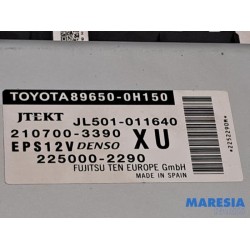 TOYOTA89650-0H150
JTEKT JL501-011640
210700-3390 XU
EPS12V DENSO
225000-2290
FUJITSU TEN EUROPE GmbH
MADE IN SPAIN
*2252290M*
MARESIA